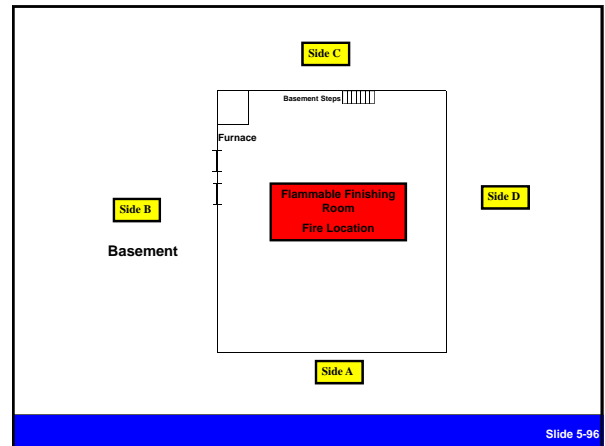 Side C
Basement Steps
Furnace
Flammable Finishing
Room
Fire Location
Side B
Side D
Basement
Side A
Slide 5-96